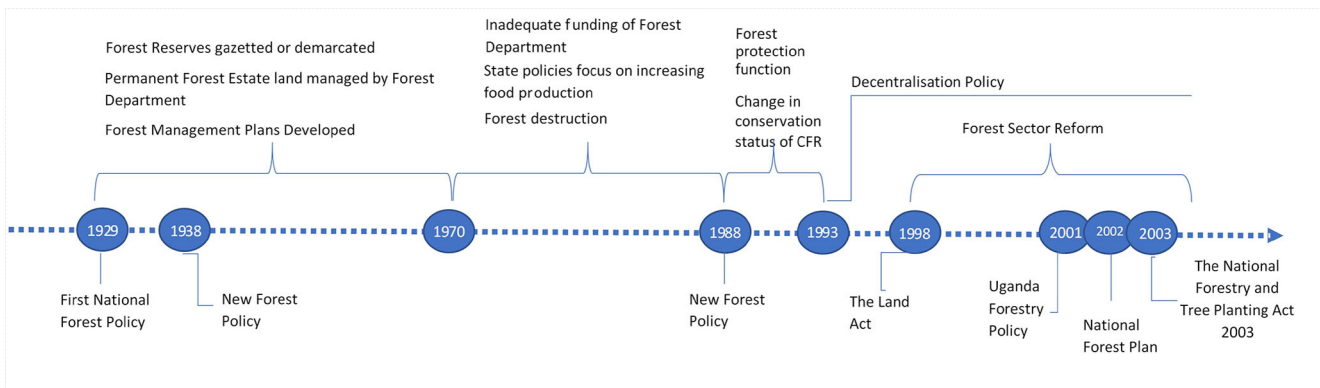 Forest Reserves gazetted or demarcated
Permanent Forest Estate land managed by Forest
Department
Forest Management Plans Developed
Inadequate funding of Forest
Department
State policies focus on increasing
food production
Forest destruction
Forest
protection
function
Change in
conservation
status of CFR
Decentralisation Policy
Forest Sector Reform
1929
1938
1970
1988
1993
1998
2001
2002
2003
First National
Forest Policy
New Forest
Policy
New Forest
Policy
The Land
Act
Uganda
Forestry
Policy
National
Forest Plan
The National
Forestry and
Tree Planting Act
2003